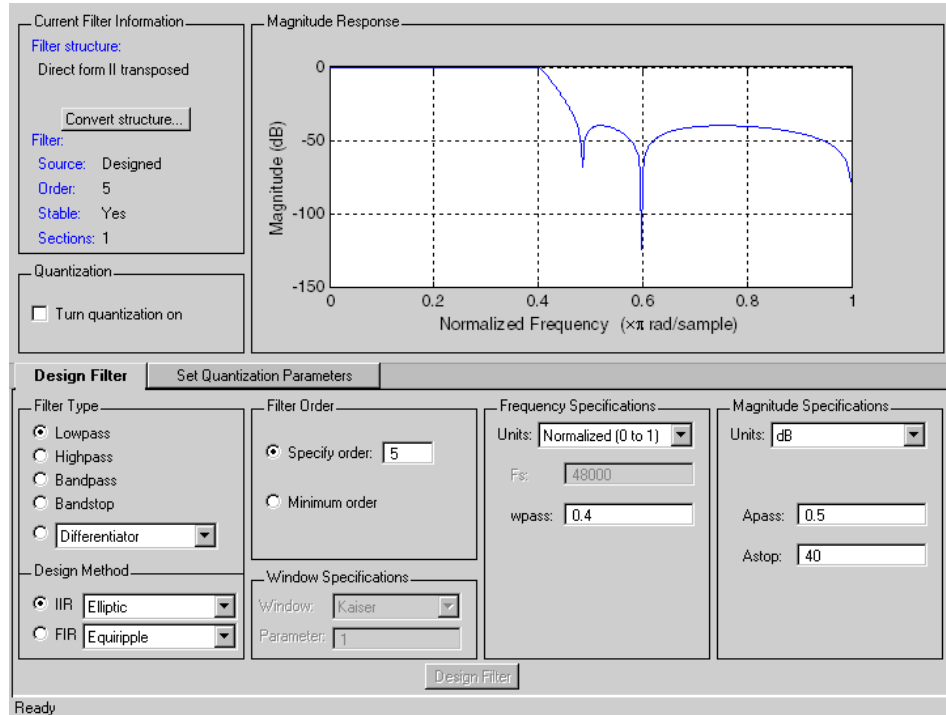 Current Filter Information
Filter structure:
Direct form II transposed
Convert structure...
Filter:
Source: Designed
Order: 5
Stable: Yes
Sections: 1
Quantization
Turn quantization on
Magnitude Response
Magnitude (dB)
0
-50
-100
-150
0 0.2 0.4 0.6 0.8 1
Normalized Frequency (×π rad/sample)
Design Filter
Set Quantization Parameters
Filter Type
Lowpass
Highpass
Bandpass
Bandstop
Differentiator
Design Method
IIR Elliptic
FIR Equiripple
Filter Order
Specify order: 5
Minimum order
Window Specifications
Window: Kaiser
Parameter: 1
Frequency Specifications
Units: Normalized (0 to 1)
Fs: 48000
wpass: 0.4
Magnitude Specifications
Units: dB
Apass: 0.5
Astop: 40
Design Filter
Ready